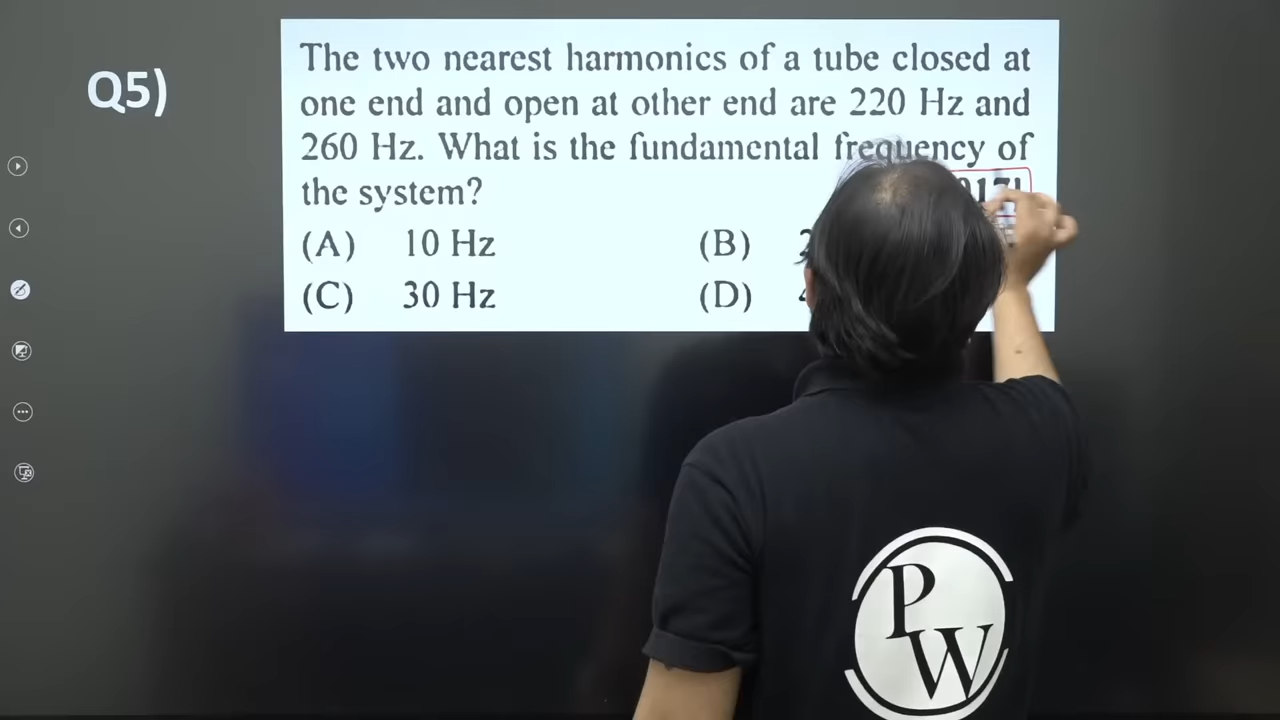 Q5)
The two nearest harmonics of a tube closed at
one end and open at other end are 220 Hz and
260 Hz. What is the fundamental frequency of
the system?
(A) 10 Hz (B)
(C) 30 Hz (D)
P
W